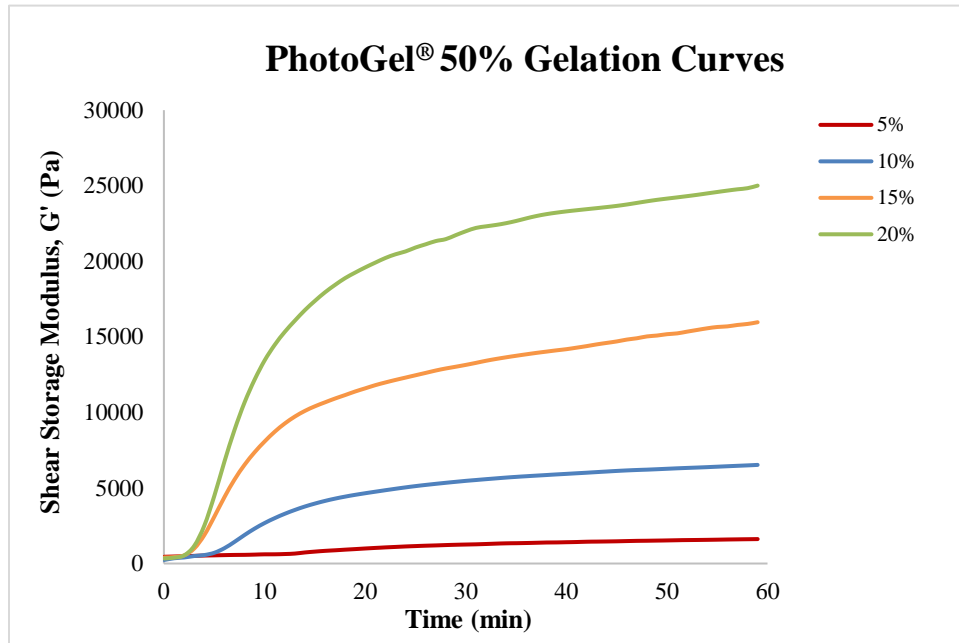 PhotoGel® 50% Gelation Curves
Shear Storage Modulus, G' (Pa)
30000
25000
20000
15000
10000
5000
0
0 10 20 30 40 50 60
Time (min)
5%
10%
15%
20%